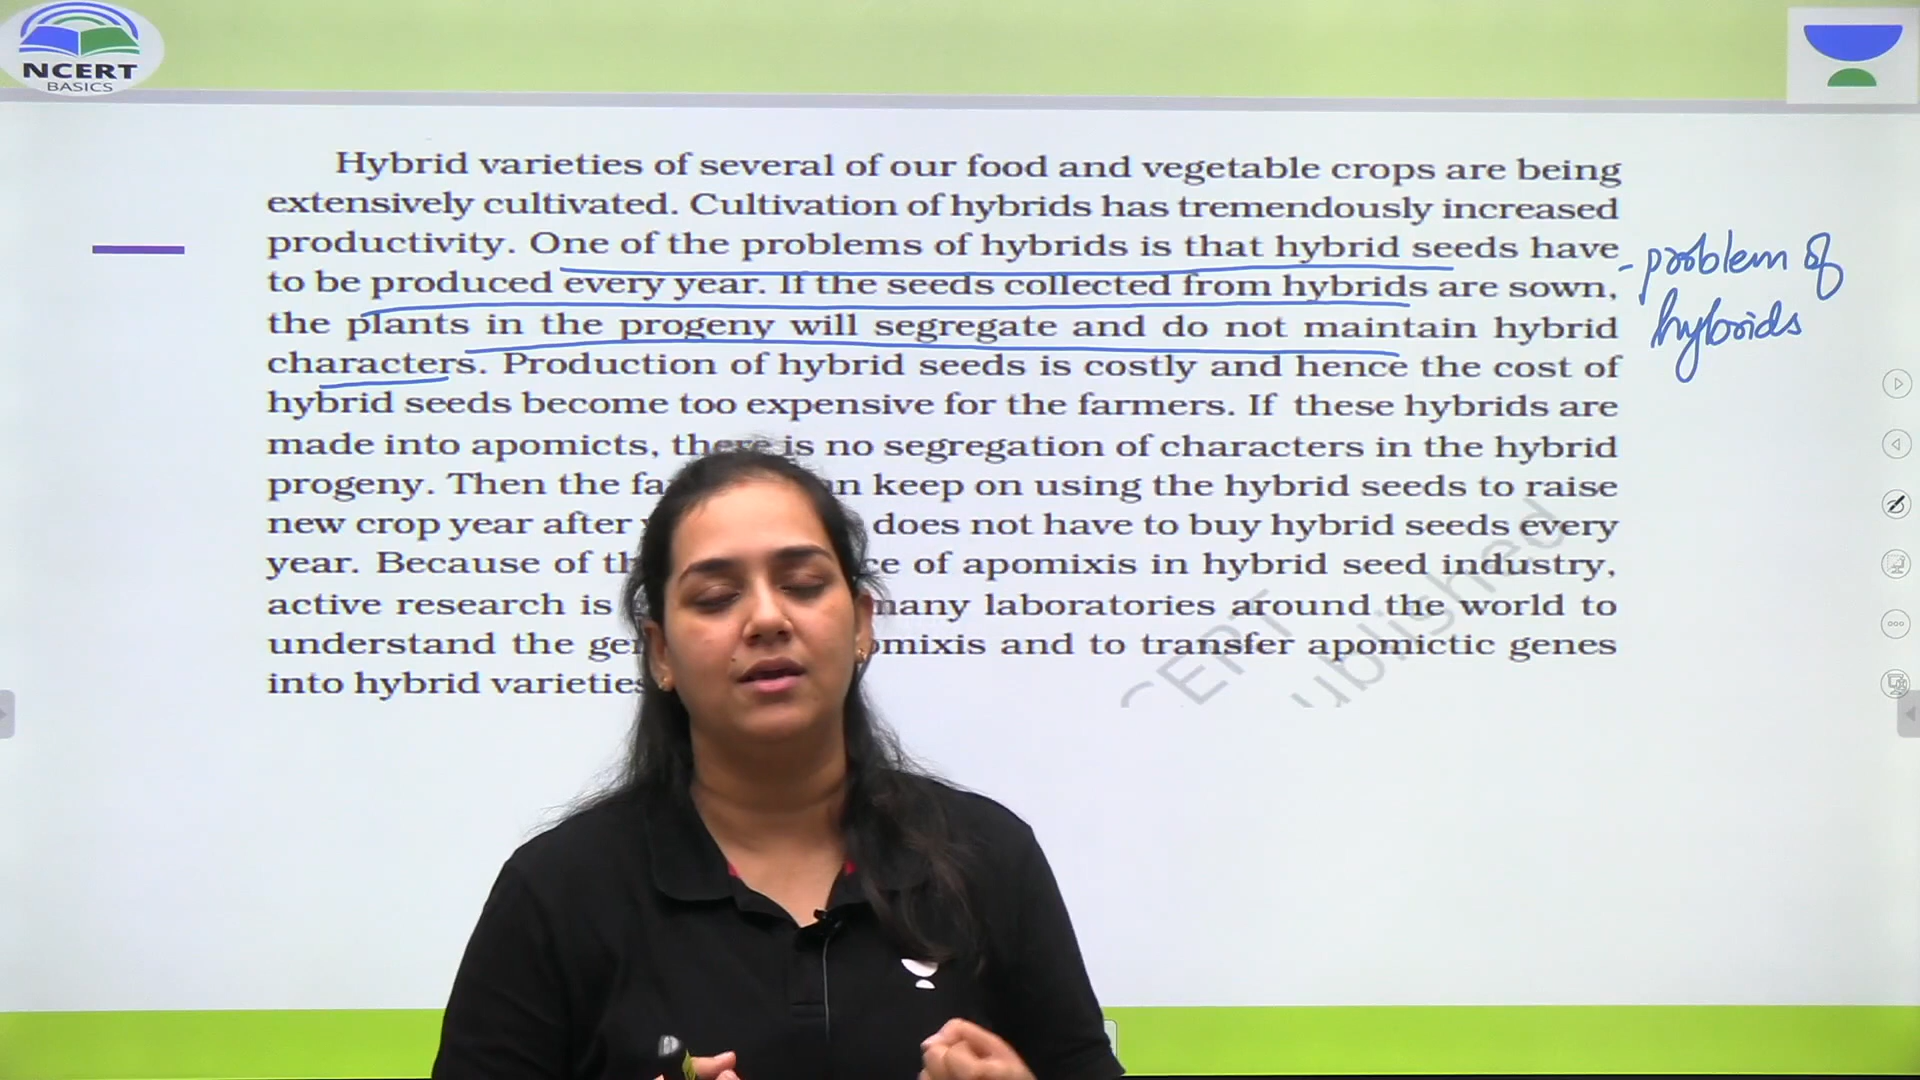 NCERT
BASICS
Hybrid varieties of several of our food and vegetable crops are being
extensively cultivated. Cultivation of hybrids has tremendously increased
productivity. One of the problems of hybrids is that hybrid seeds have
to be produced every year. If the seeds collected from hybrids are sown,
the plants in the progeny will segregate and do not maintain hybrid
characters. Production of hybrid seeds is costly and hence the cost of
hybrid seeds become too expensive for the farmers. If these hybrids are
made into apomicts, there is no segregation of characters in the hybrid
progeny. Then the keep on using the hybrid seeds to raise
new crop year after does not have to buy hybrid seeds every
year. Because of of apomixis in hybrid seed industry,
active research is many laboratories around the world to
understand the and to transfer apomictic genes
into hybrid varieties
- problem of
hybrids